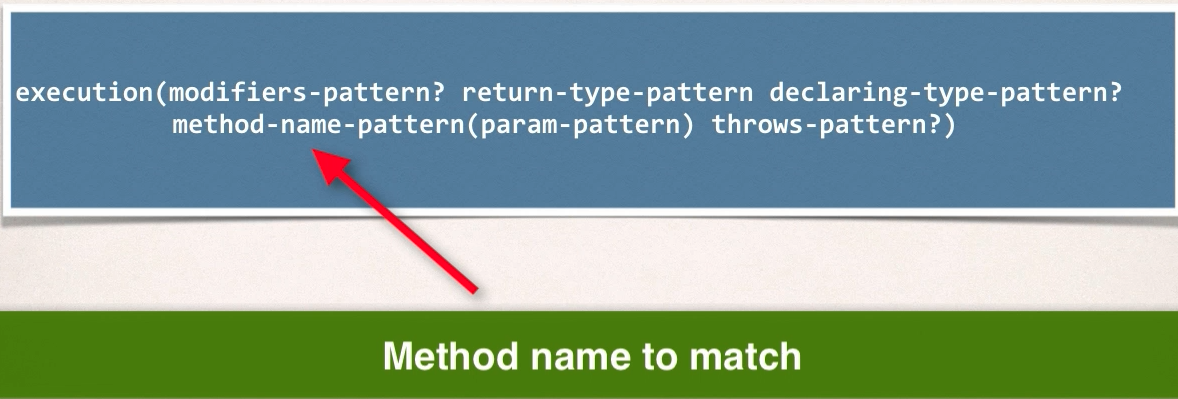 execution(modifiers-pattern? return-type-pattern declaring-type-pattern?
method-name-pattern(param-pattern) throws-pattern?)
Method name to match